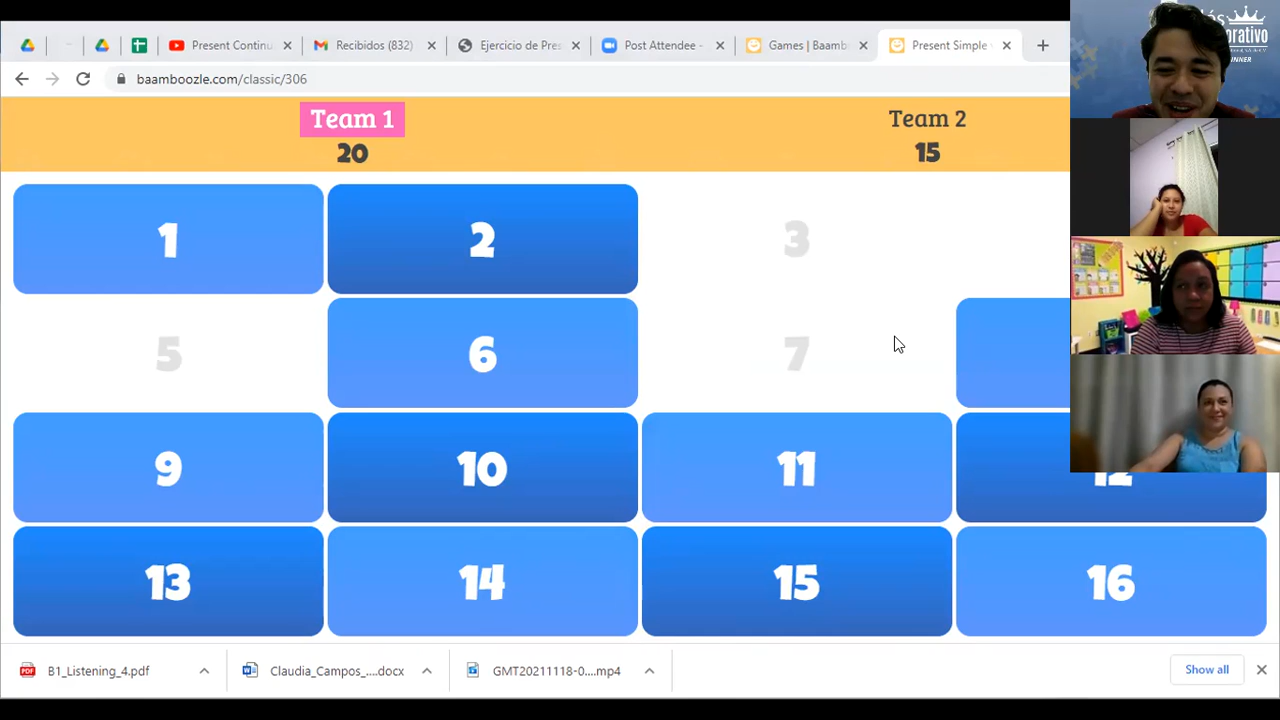 Present Continu
Recibidos (832)
Ejercicio de Pres
Post Attendee -
Games | Baamb
Present Simple
baamboozle.com/classic/306
Team 1
Team 2
20
15
1
2
3
5
6
7
9
10
11
12
13
14
15
16
B1_Listening_4.pdf
Claudia_Campos_....docx
GMT20211118-0....mp4
Show all